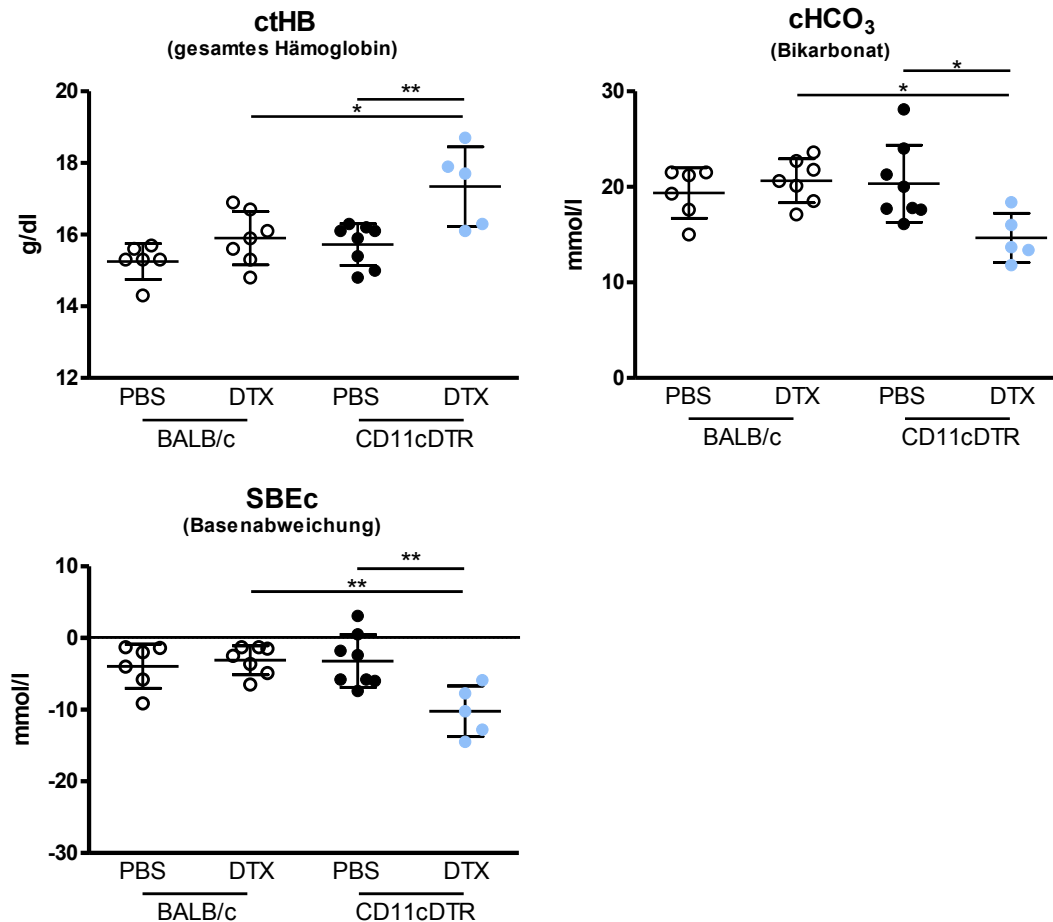 ctHB
(gesamtes Hämoglobin)
20
18
16
14
12
g/dl
*
**
PBS DTX PBS DTX
BALB/c CD11cDTR
cHCO3
(Bikarbonat)
30
20
10
0
mmol/l
*
*
PBS DTX PBS DTX
BALB/c CD11cDTR
SBEc
(Basenabweichung)
10
0
-10
-20
-30
mmol/l
**
**
PBS DTX PBS DTX
BALB/c CD11cDTR